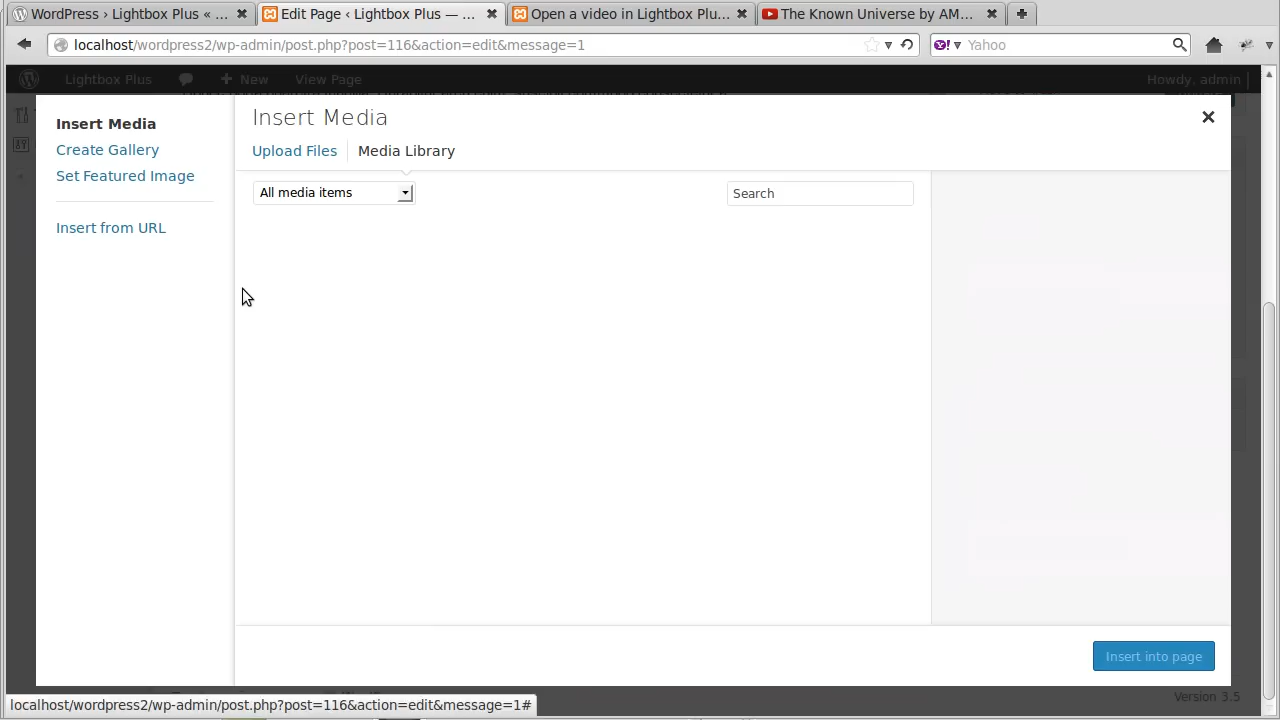 WordPress › Lightbox Plus « ...
Edit Page ‹ Lightbox Plus — ...
Open a video in Lightbox Plu...
The Known Universe by AM...
localhost/wordpress2/wp-admin/post.php?post=116&action=edit&message=1
Yahoo
Lightbox Plus
New
View Page
Howdy, admin
Insert Media
Create Gallery
Set Featured Image
Insert from URL
Insert Media
Upload Files
Media Library
All media items
Search
Insert into page
Version 3.5
localhost/wordpress2/wp-admin/post.php?post=116&action=edit&message=1#